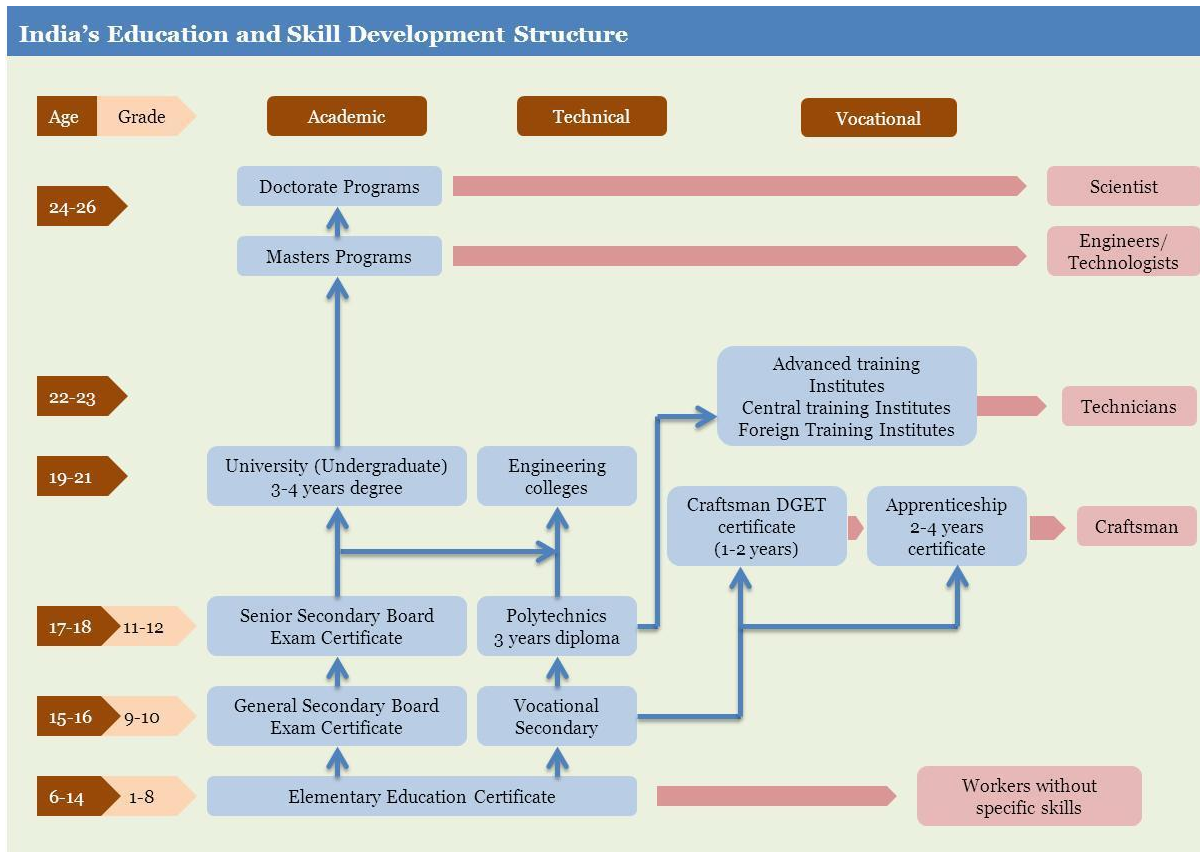 India’s Education and Skill Development Structure
Age
Grade
Academic
Technical
Vocational
24-26
Doctorate Programs
Scientist
Masters Programs
Engineers/
Technologists
22-23
Advanced training
Institutes
Central training Institutes
Foreign Training Institutes
Technicians
19-21
University (Undergraduate)
3-4 years degree
Engineering
colleges
Craftsman DGET
certificate
(1-2 years)
Apprenticeship
2-4 years
certificate
Craftsman
17-18
11-12
Senior Secondary Board
Exam Certificate
Polytechnics
3 years diploma
15-16
9-10
General Secondary Board
Exam Certificate
Vocational
Secondary
6-14
1-8
Elementary Education Certificate
Workers without
specific skills